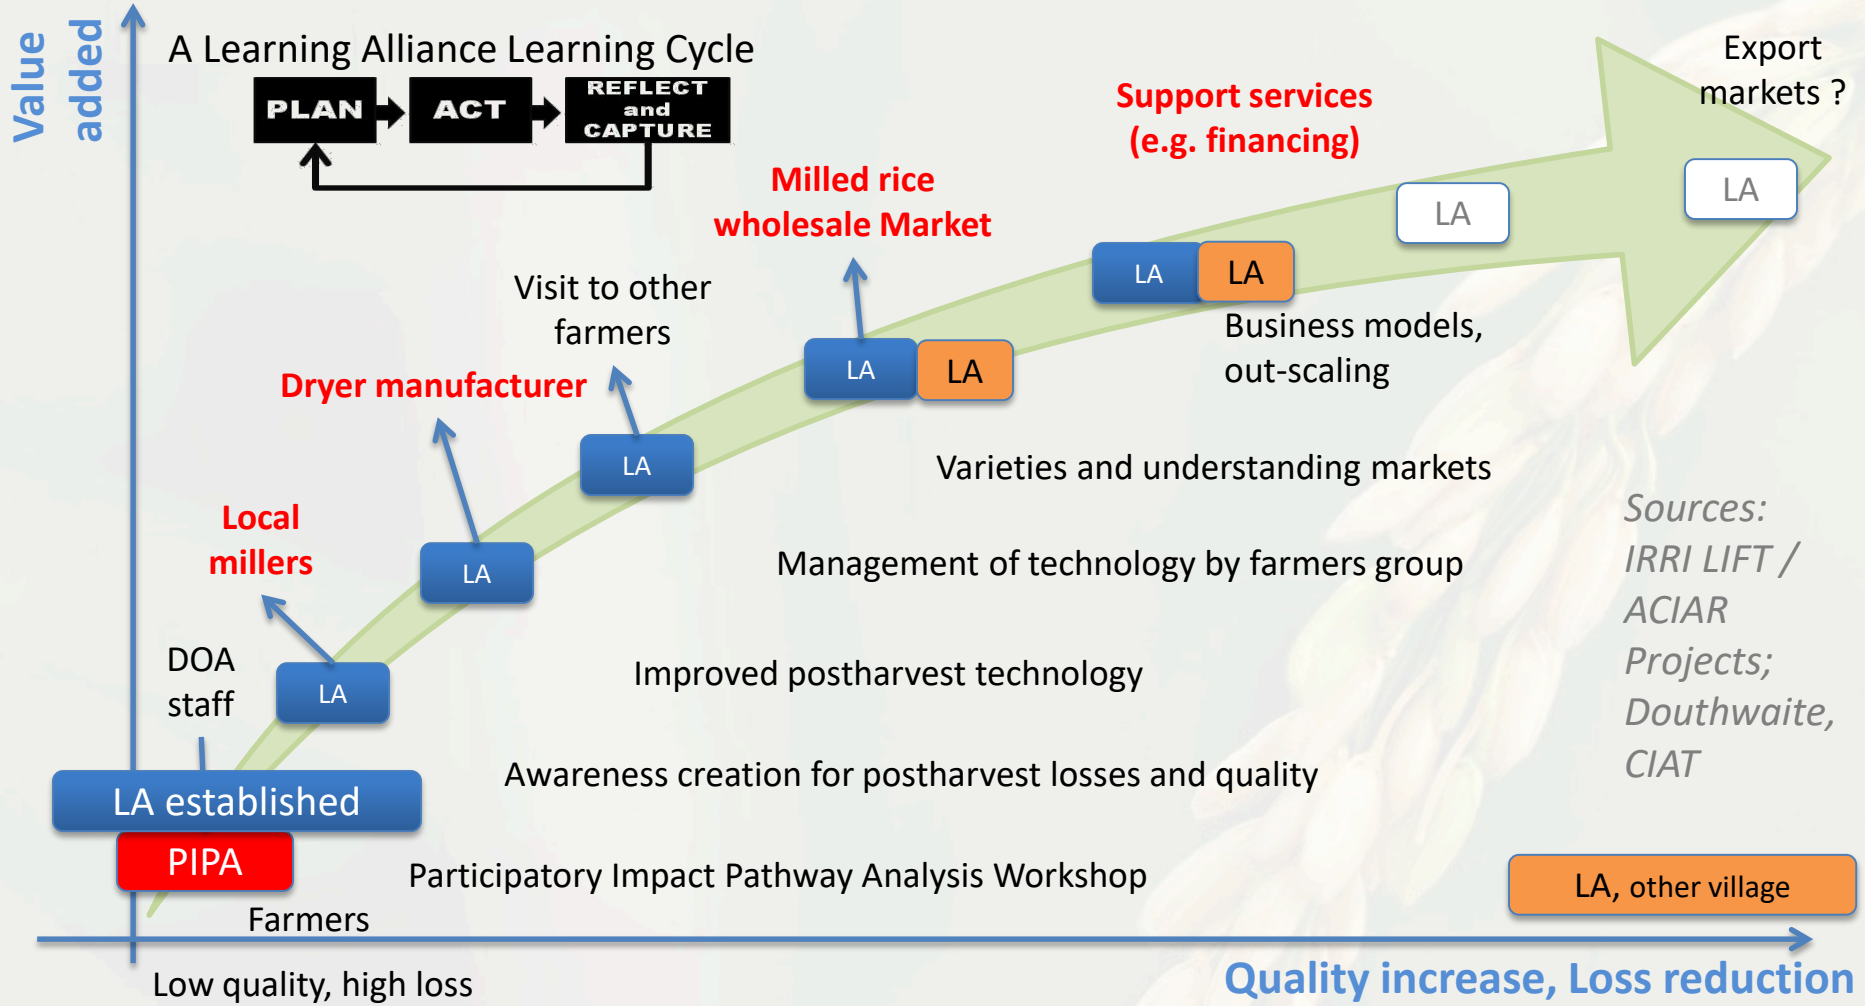 Value
added
A Learning Alliance Learning Cycle
PLAN
ACT
REFLECT
and
CAPTURE
Export
markets ?
Support services
(e.g. financing)
LA
LA
Milled rice
wholesale Market
LA
LA
Business models,
out-scaling
Visit to other
farmers
LA
LA
Dryer manufacturer
LA
Varieties and understanding markets
Local
millers
LA
Management of technology by farmers group
Sources:
IRRI LIFT /
ACIAR
Projects;
Douthwaite,
CIAT
DOA
staff
LA
Improved postharvest technology
LA established
Awareness creation for postharvest losses and quality
PIPA
Participatory Impact Pathway Analysis Workshop
LA, other village
Farmers
Low quality, high loss
Quality increase, Loss reduction